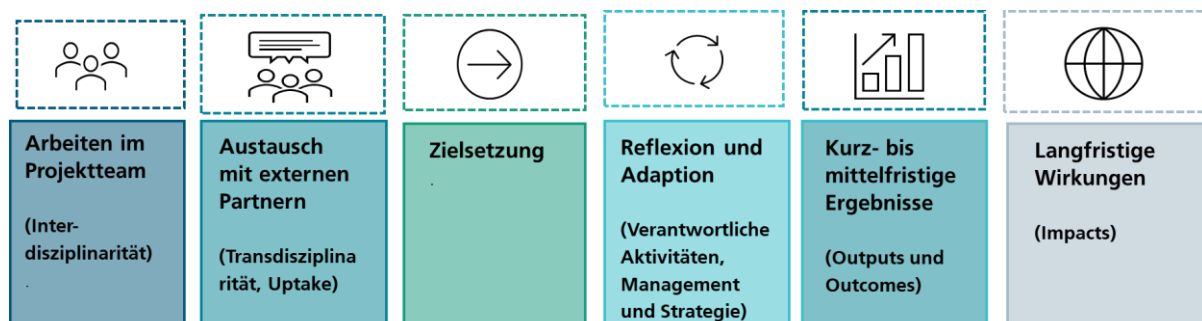 Arbeiten im
Projektteam
(Inter-
disziplinarität)
.
Austausch
mit externen
Partnern
(Transdisziplina
rität, Uptake)
Zielsetzung
.
Reflexion und
Adaption
(Verantwortliche
Aktivitäten,
Management
und Strategie)
Kurz- bis
mittelfristige
Ergebnisse
(Outputs und
Outcomes)
Langfristige
Wirkungen
(Impacts)